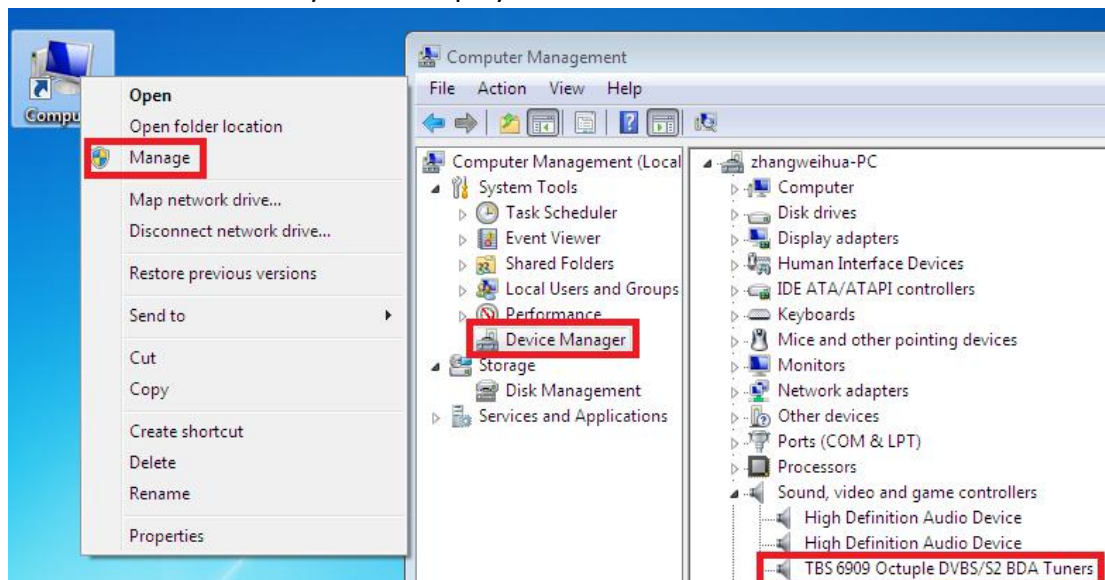 Compu
Open
Open folder location
Manage
Map network drive...
Disconnect network drive...
Restore previous versions
Send to
Cut
Copy
Create shortcut
Delete
Rename
Properties
Computer Management
File Action View Help
Computer Management (Local
System Tools
Task Scheduler
Event Viewer
Shared Folders
Local Users and Groups
Performance
Device Manager
Storage
Disk Management
Services and Applications
zhangweihua-PC
Computer
Disk drives
Display adapters
Human Interface Devices
IDE ATA/ATAPI controllers
Keyboards
Mice and other pointing devices
Monitors
Network adapters
Other devices
Ports (COM & LPT)
Processors
Sound, video and game controllers
High Definition Audio Device
High Definition Audio Device
TBS 6909 Octuple DVBS/S2 BDA Tuners